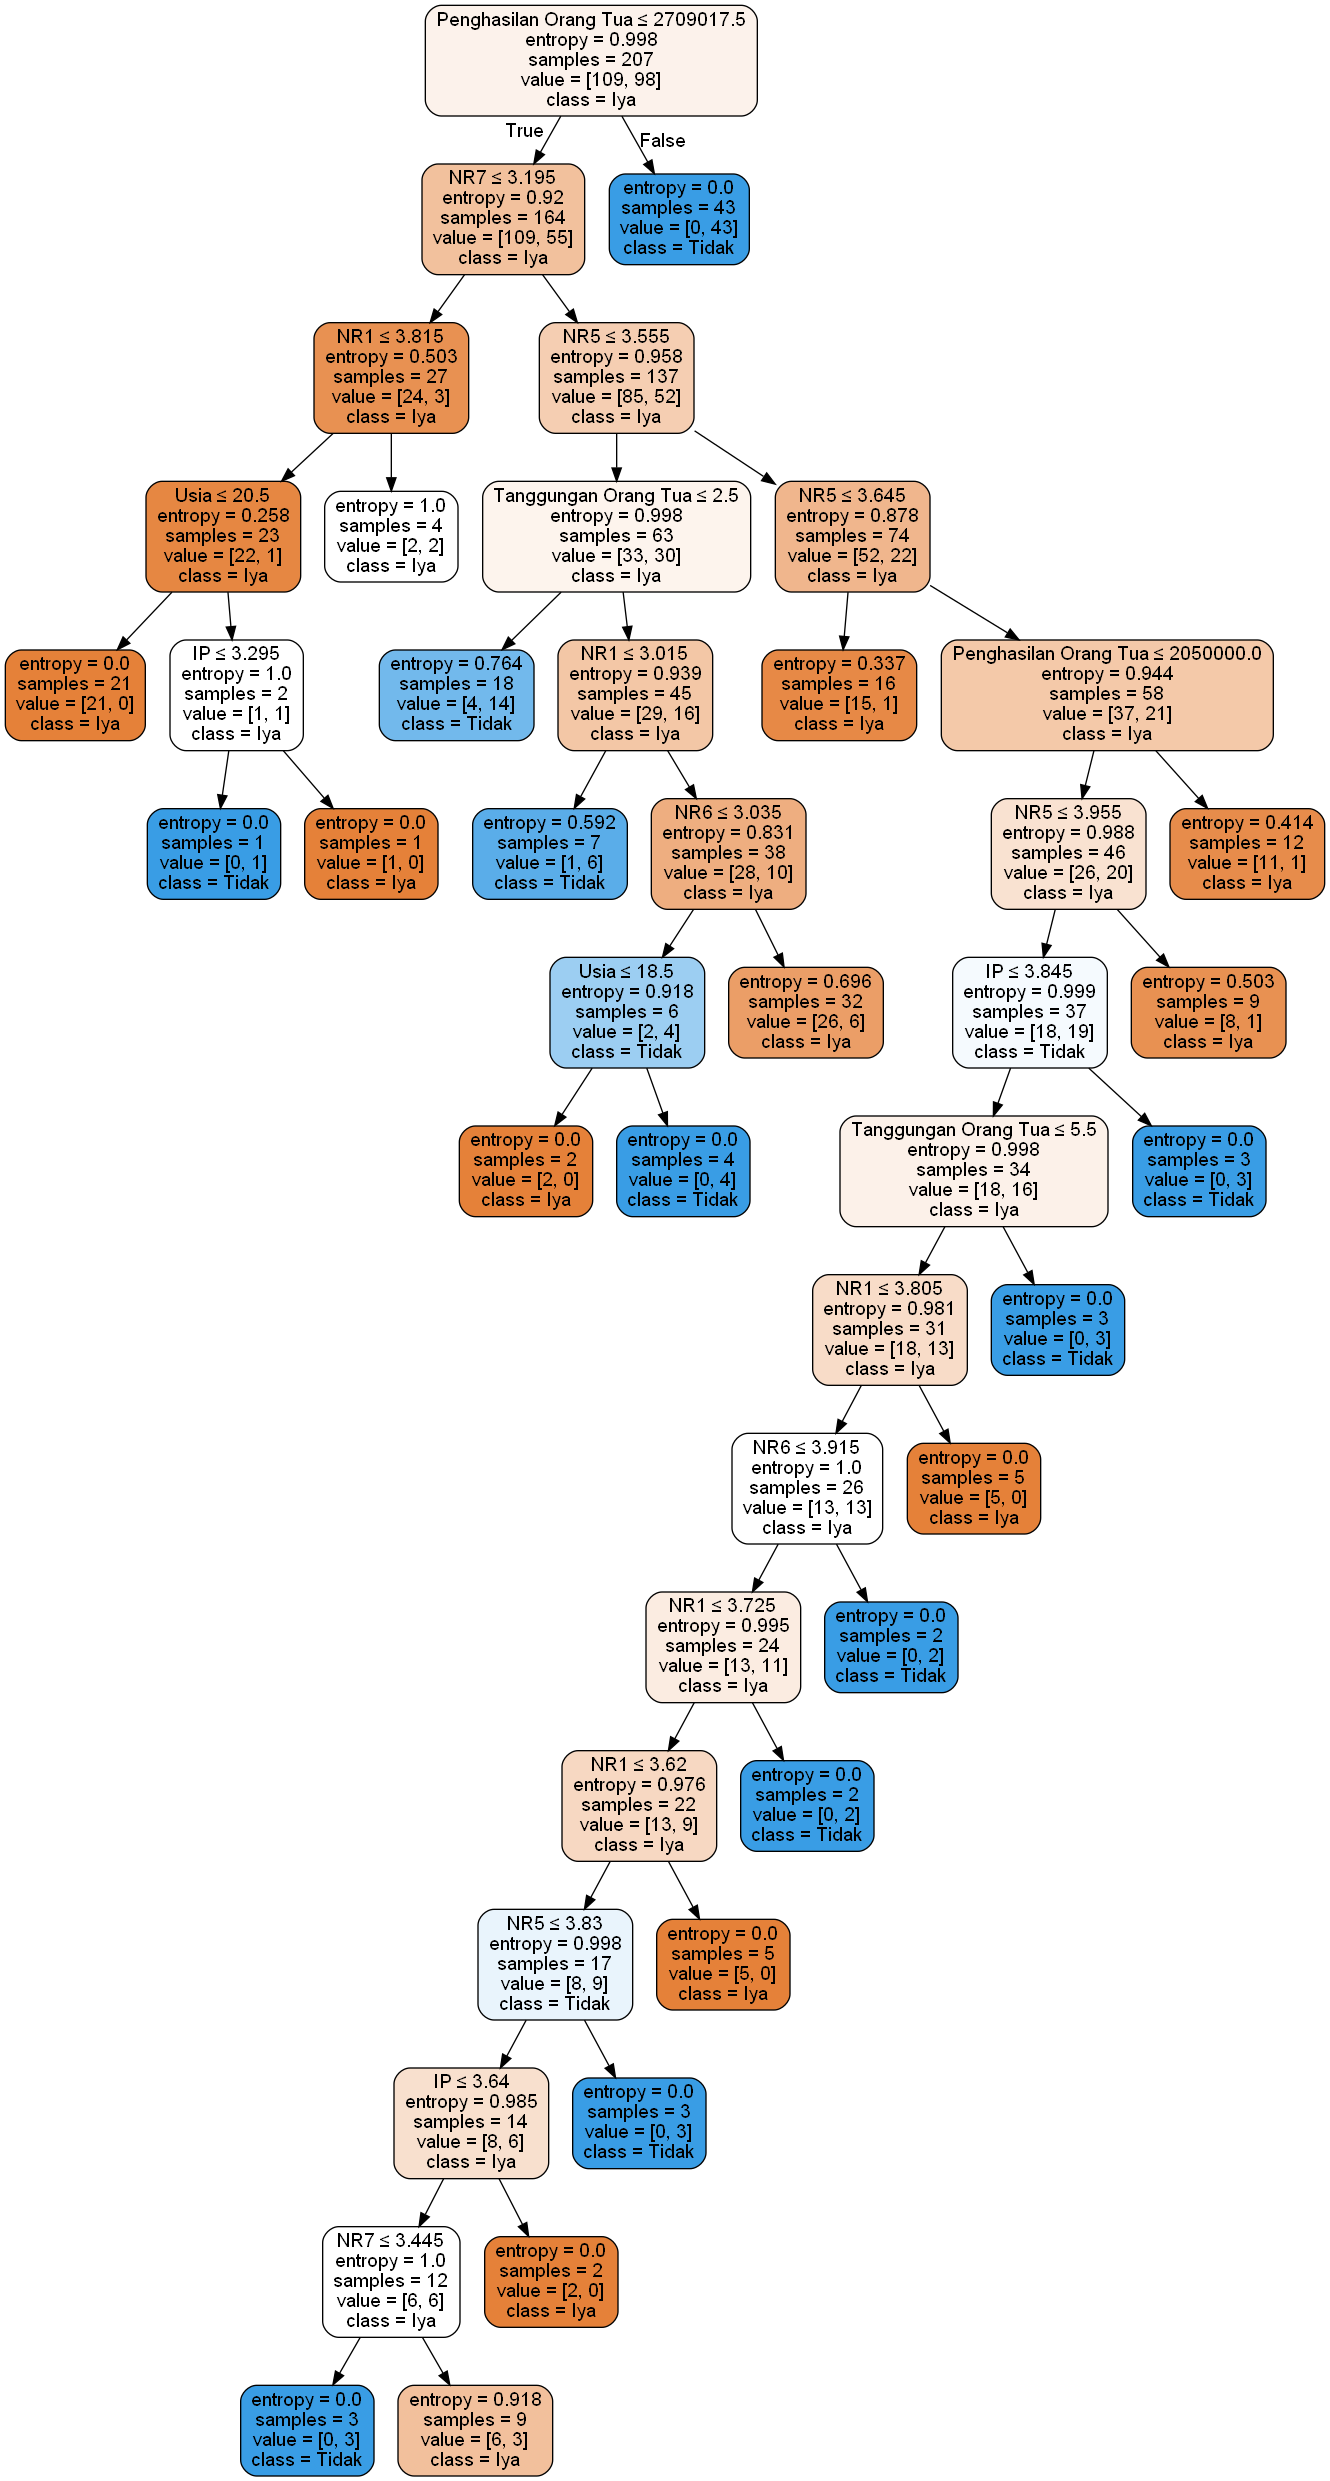 Penghasilan Orang Tua ≤ 2709017.5
entropy = 0.998
samples = 207
value = [109, 98]
class = Iya
True
False
NR7 ≤ 3.195
entropy = 0.92
samples = 164
value = [109, 55]
class = Iya
entropy = 0.0
samples = 43
value = [0, 43]
class = Tidak
NR1 ≤ 3.815
entropy = 0.503
samples = 27
value = [24, 3]
class = Iya
NR5 ≤ 3.555
entropy = 0.958
samples = 137
value = [85, 52]
class = Iya
Usia ≤ 20.5
entropy = 0.258
samples = 23
value = [22, 1]
class = Iya
entropy = 1.0
samples = 4
value = [2, 2]
class = Iya
Tanggungan Orang Tua ≤ 2.5
entropy = 0.998
samples = 63
value = [33, 30]
class = Iya
NR5 ≤ 3.645
entropy = 0.878
samples = 74
value = [52, 22]
class = Iya
entropy = 0.0
samples = 21
value = [21, 0]
class = Iya
IP ≤ 3.295
entropy = 1.0
samples = 2
value = [1, 1]
class = Iya
entropy = 0.764
samples = 18
value = [4, 14]
class = Tidak
NR1 ≤ 3.015
entropy = 0.939
samples = 45
value = [29, 16]
class = Iya
entropy = 0.337
samples = 16
value = [15, 1]
class = Iya
Penghasilan Orang Tua ≤ 2050000.0
entropy = 0.944
samples = 58
value = [37, 21]
class = Iya
entropy = 0.0
samples = 1
value = [0, 1]
class = Tidak
entropy = 0.0
samples = 1
value = [1, 0]
class = Iya
entropy = 0.592
samples = 7
value = [1, 6]
class = Tidak
NR6 ≤ 3.035
entropy = 0.831
samples = 38
value = [28, 10]
class = Iya
NR5 ≤ 3.955
entropy = 0.988
samples = 46
value = [26, 20]
class = Iya
entropy = 0.414
samples = 12
value = [11, 1]
class = Iya
Usia ≤ 18.5
entropy = 0.918
samples = 6
value = [2, 4]
class = Tidak
entropy = 0.696
samples = 32
value = [26, 6]
class = Iya
IP ≤ 3.845
entropy = 0.999
samples = 37
value = [18, 19]
class = Tidak
entropy = 0.503
samples = 9
value = [8, 1]
class = Iya
entropy = 0.0
samples = 2
value = [2, 0]
class = Iya
entropy = 0.0
samples = 4
value = [0, 4]
class = Tidak
Tanggungan Orang Tua ≤ 5.5
entropy = 0.998
samples = 34
value = [18, 16]
class = Iya
entropy = 0.0
samples = 3
value = [0, 3]
class = Tidak
NR1 ≤ 3.805
entropy = 0.981
samples = 31
value = [18, 13]
class = Iya
entropy = 0.0
samples = 3
value = [0, 3]
class = Tidak
NR6 ≤ 3.915
entropy = 1.0
samples = 26
value = [13, 13]
class = Iya
entropy = 0.0
samples = 5
value = [5, 0]
class = Iya
NR1 ≤ 3.725
entropy = 0.995
samples = 24
value = [13, 11]
class = Iya
entropy = 0.0
samples = 2
value = [0, 2]
class = Tidak
NR1 ≤ 3.62
entropy = 0.976
samples = 22
value = [13, 9]
class = Iya
entropy = 0.0
samples = 2
value = [0, 2]
class = Tidak
NR5 ≤ 3.83
entropy = 0.998
samples = 17
value = [8, 9]
class = Tidak
entropy = 0.0
samples = 5
value = [5, 0]
class = Iya
IP ≤ 3.64
entropy = 0.985
samples = 14
value = [8, 6]
class = Iya
entropy = 0.0
samples = 3
value = [0, 3]
class = Tidak
NR7 ≤ 3.445
entropy = 1.0
samples = 12
value = [6, 6]
class = Iya
entropy = 0.0
samples = 2
value = [2, 0]
class = Iya
entropy = 0.0
samples = 3
value = [0, 3]
class = Tidak
entropy = 0.918
samples = 9
value = [6, 3]
class = Iya